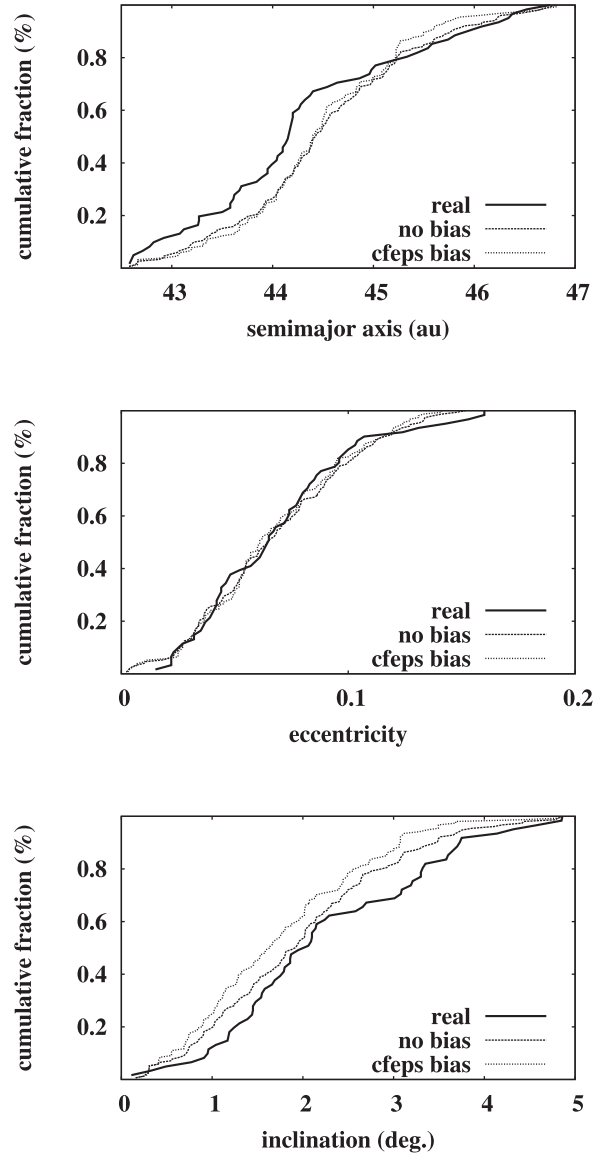 cumulative fraction (%)
0.8
0.6
0.4
0.2
real
no bias
cfeps bias
43 44 45 46 47
semimajor axis (au)
cumulative fraction (%)
0.8
0.6
0.4
0.2
real
no bias
cfeps bias
0 0.1 0.2
eccentricity
cumulative fraction (%)
0.8
0.6
0.4
0.2
real
no bias
cfeps bias
0 1 2 3 4 5
inclination (deg.)